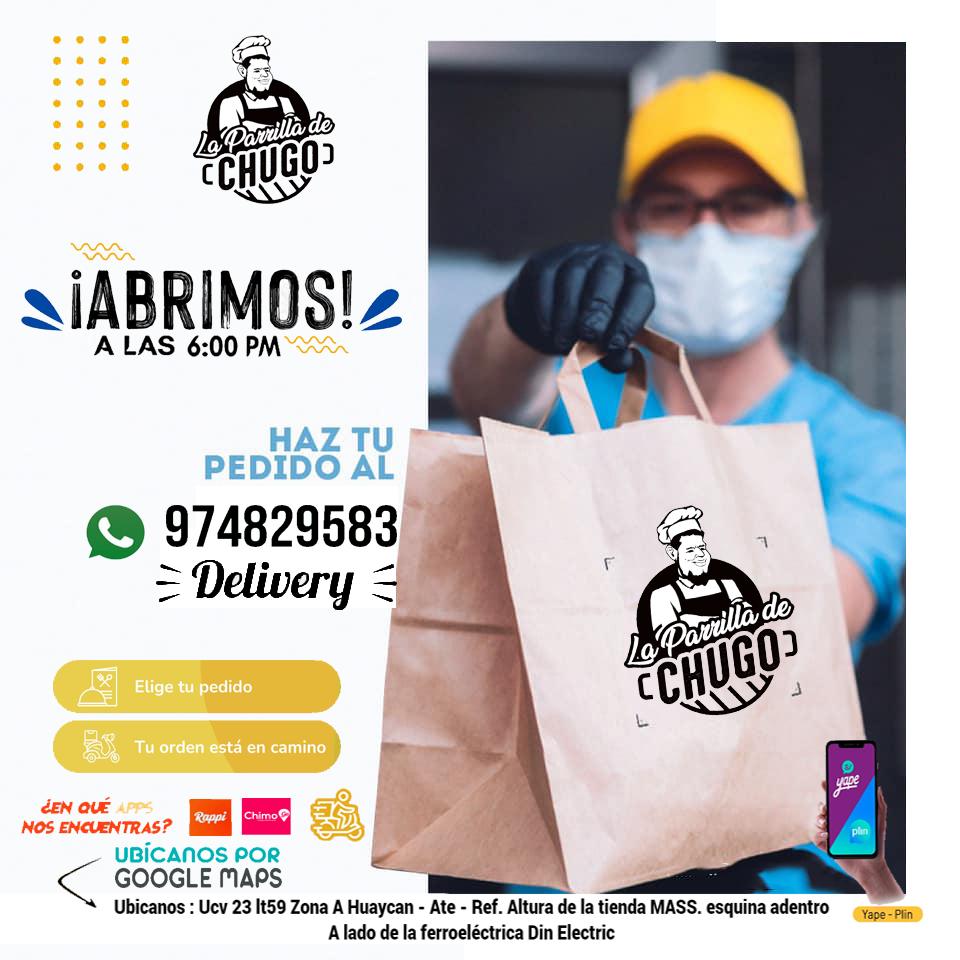 La Parrilla de
CHUGO
¡ABRIMOS!
A LAS 6:00 PM
HAZ TU
PEDIDO AL
974829583
Delivery
La Parrilla de
CHUGO
Elige tu pedido
Tu orden está en camino
¿EN QUÉ APPS
NOS ENCUENTRAS?
Rappi
Chimo
yape
plin
UBÍCANOS POR
GOOGLE MAPS
Ubicanos : Ucv 23 lt59 Zona A Huaycan - Ate - Ref. Altura de la tienda MASS. esquina adentro
A lado de la ferroeléctrica Din Electric
Yape - Plin